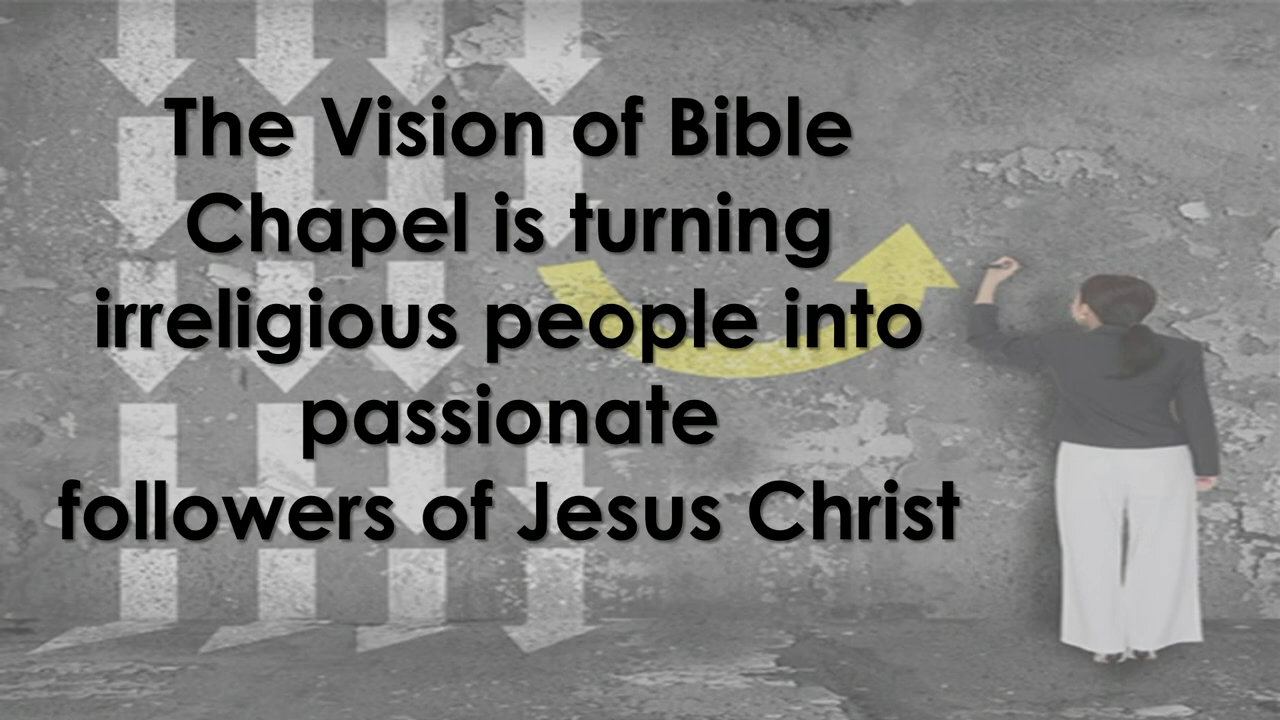 The Vision of Bible
Chapel is turning
irreligious people into
passionate
followers of Jesus Christ